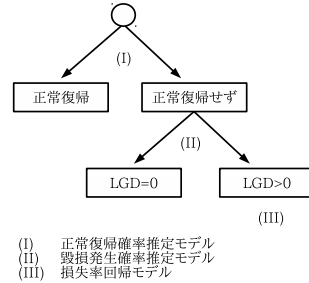 (I)
正常復帰
正常復帰せず
(II)
LGD=0
LGD>0
(III)
(I) 正常復帰確率推定モデル
(II) 毀損発生確率推定モデル
(III) 損失率回帰モデル